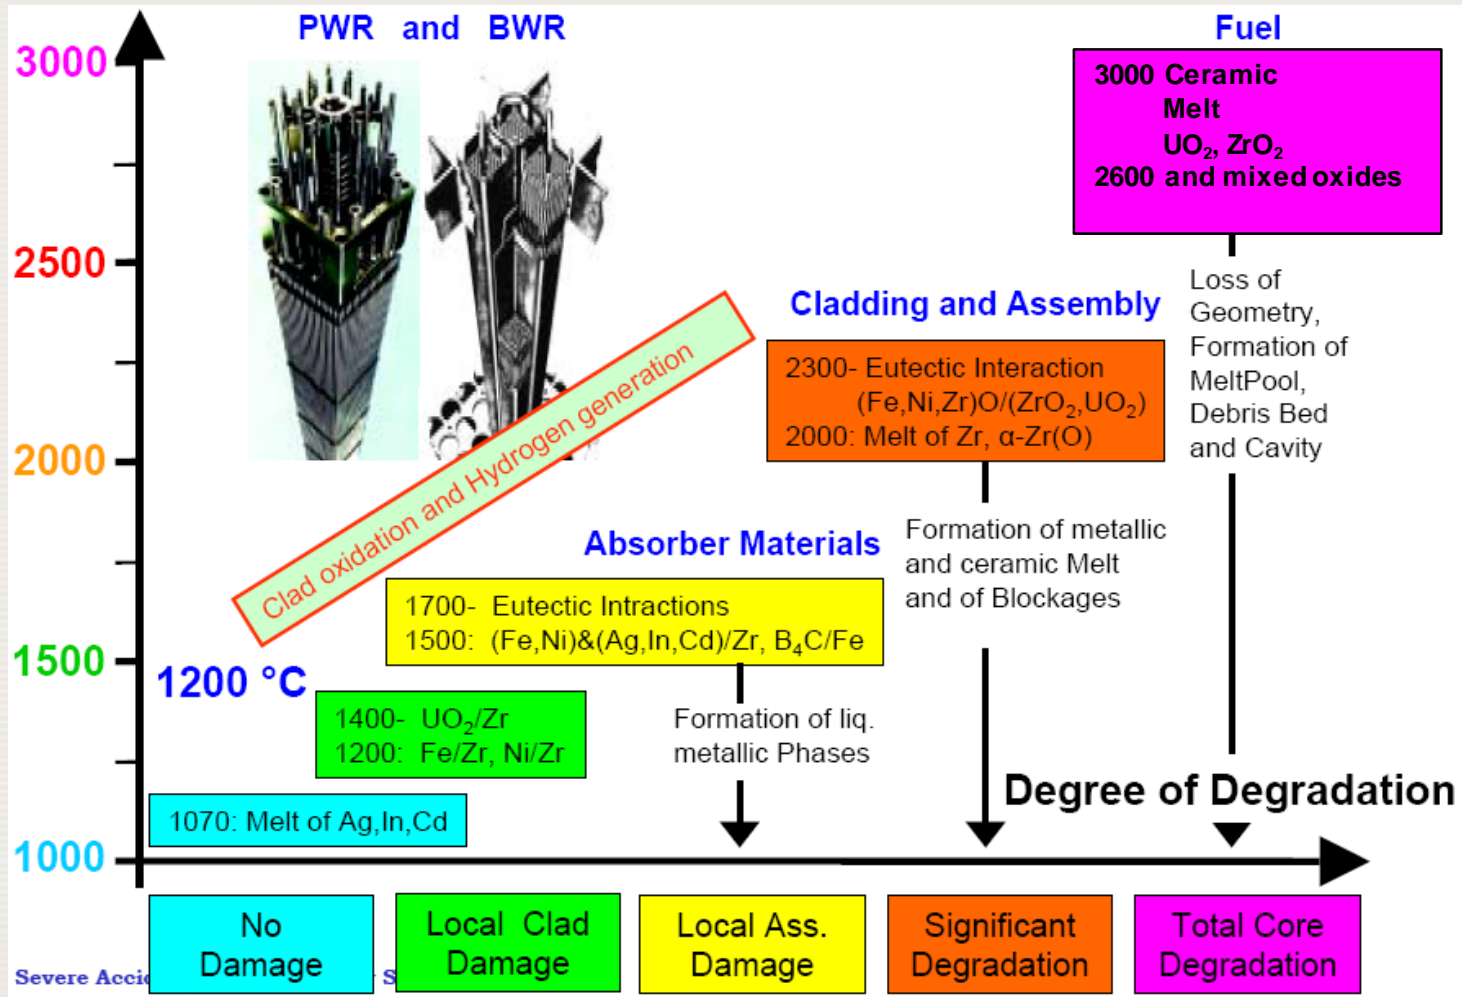 PWR and BWR
Fuel
3000
2500
2000
1500
1000
3000 Ceramic
Melt
UO₂, ZrO₂
2600 and mixed oxides
Loss of
Geometry,
Formation of
MeltPool,
Debris Bed
and Cavity
Cladding and Assembly
2300- Eutectic Interaction
(Fe,Ni,Zr)O/(ZrO₂,UO₂)
2000: Melt of Zr, α-Zr(O)
Formation of metallic
and ceramic Melt
and of Blockages
Clad oxidation and Hydrogen generation
Absorber Materials
1700- Eutectic Intractions
1500: (Fe,Ni)&(Ag,In,Cd)/Zr, B₄C/Fe
Formation of liq.
metallic Phases
1200 °C
1400- UO₂/Zr
1200: Fe/Zr, Ni/Zr
1070: Melt of Ag,In,Cd
Degree of Degradation
No
Damage
Local Clad
Damage
Local Ass.
Damage
Significant
Degradation
Total Core
Degradation
Severe